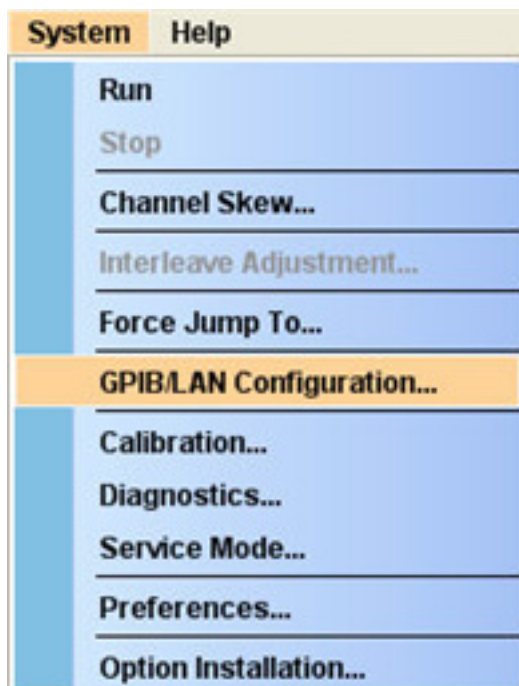 System Help
Run
Stop
Channel Skew...
Interleave Adjustment...
Force Jump To...
GPIB/LAN Configuration...
Calibration...
Diagnostics...
Service Mode...
Preferences...
Option Installation...